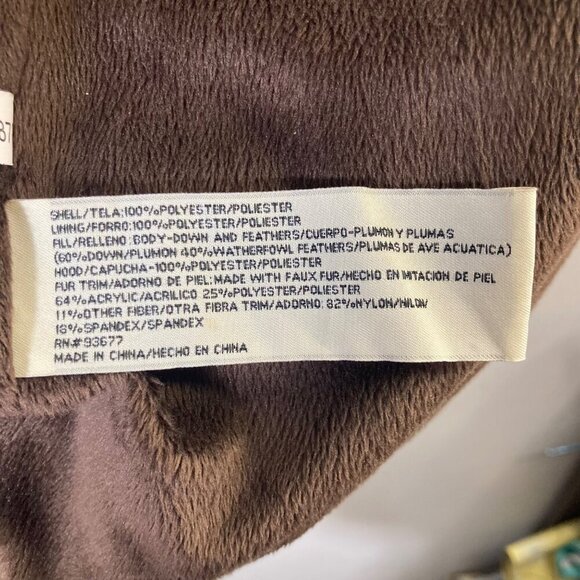 87
SHELL/TELA:100%POLYESTER/POLIESTER
LINING/FORRO:100%POLYESTER/POLIESTER
FILL/RELLENO: BODY-DOWN AND FEATHERS/CUERPO-PLUMON Y PLUMAS
(60%DOWN/PLUMON 40%WATHERFOWL FEATHERS/PLUMAS DE AVE ACUATICA)
HOOD/CAPUCHA-100%POLYESTER/POLIESTER
FUR TRIM/ADORNO DE PIEL:MADE WITH FAUX FUR/HECHO EN IMITACION DE PIEL
64%ACRYLIC/ACRILICO 25%POLYESTER/POLIESTER
11%OTHER FIBER/OTRA FIBRA TRIM/ADORNO: 82%NYLON/NILON
18%SPANDEX/SPANDEX
RN#93677
MADE IN CHINA/HECHO EN CHINA